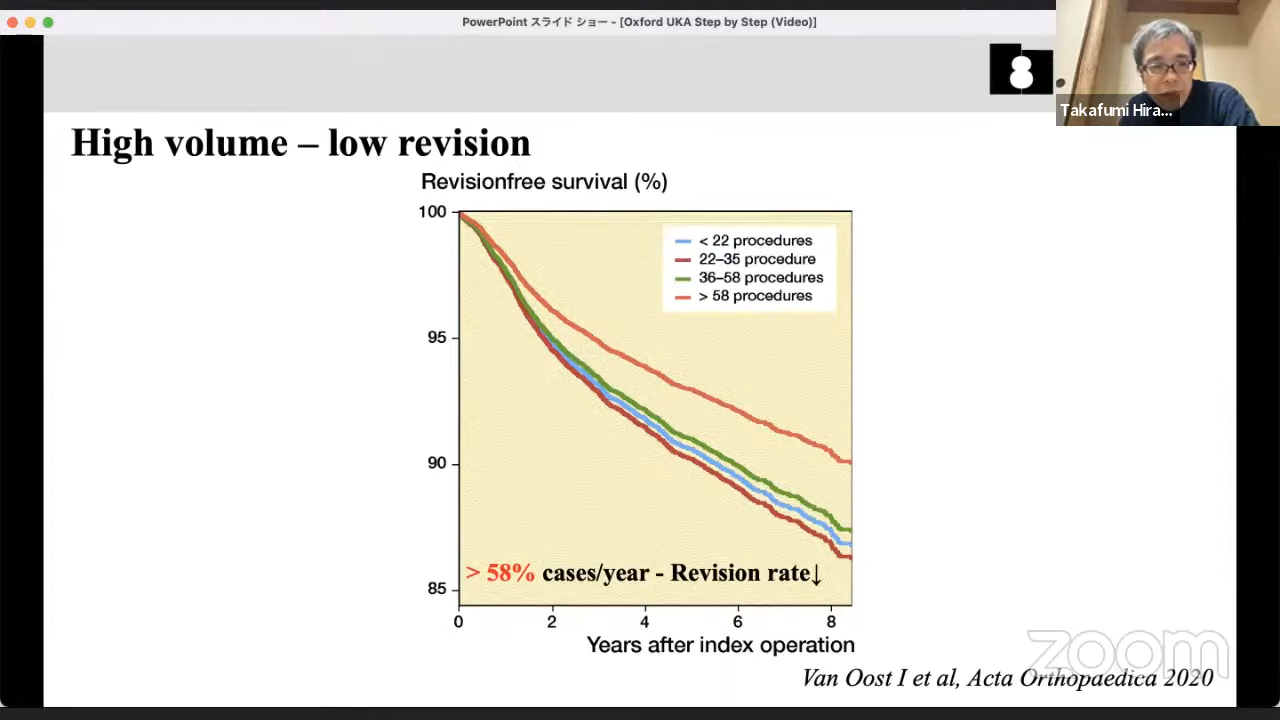 PowerPoint スライド ショー - [Oxford UKA Step by Step (Video)]
Takafumi Hira...
High volume – low revision
Revisionfree survival (%)
100
95
90
85
< 22 procedures
22–35 procedure
36–58 procedures
> 58 procedures
> 58% cases/year - Revision rate↓
0 2 4 6 8
Years after index operation
zoom
Van Oost I et al, Acta Orthopaedica 2020